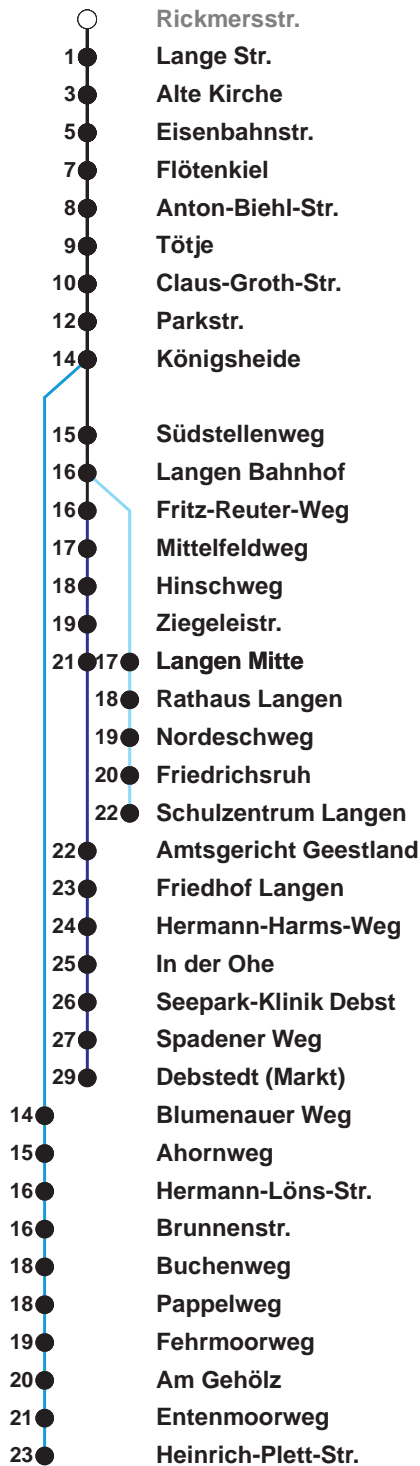 Rickmersstr.
1 Lange Str.
3 Alte Kirche
5 Eisenbahnstr.
7 Flötenkiel
8 Anton-Biehl-Str.
9 Tötje
10 Claus-Groth-Str.
12 Parkstr.
14 Königsheide
15 Südstellenweg
16 Langen Bahnhof
16 Fritz-Reuter-Weg
17 Mittelfeldweg
18 Hinschweg
19 Ziegeleistr.
21 17 Langen Mitte
18 Rathaus Langen
19 Nordeschweg
20 Friedrichsruh
22 Schulzentrum Langen
22 Amtsgericht Geestland
23 Friedhof Langen
24 Hermann-Harms-Weg
25 In der Ohe
26 Seepark-Klinik Debst
27 Spadener Weg
29 Debstedt (Markt)
14 Blumenauer Weg
15 Ahornweg
16 Hermann-Löns-Str.
16 Brunnenstr.
18 Buchenweg
18 Pappelweg
19 Fehrmoorweg
20 Am Gehölz
21 Entenmoorweg
23 Heinrich-Plett-Str.